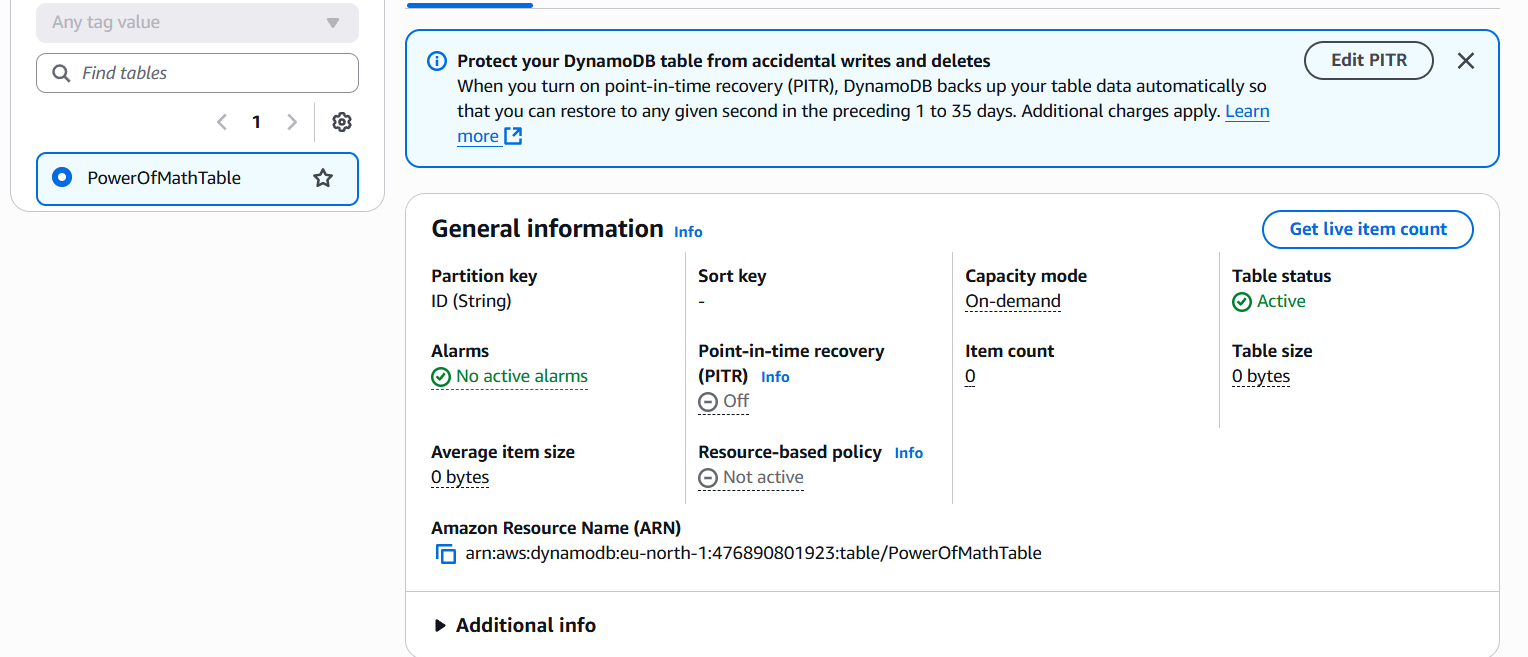 Any tag value
Find tables
1
PowerOfMathTable
Protect your DynamoDB table from accidental writes and deletes
When you turn on point-in-time recovery (PITR), DynamoDB backs up your table data automatically so
that you can restore to any given second in the preceding 1 to 35 days. Additional charges apply. Learn
more
Edit PITR
General information Info
Get live item count
Partition key
ID (String)
Sort key
-
Capacity mode
On-demand
Table status
Active
Alarms
No active alarms
Point-in-time recovery
(PITR) Info
Off
Item count
0
Table size
0 bytes
Average item size
0 bytes
Resource-based policy Info
Not active
Amazon Resource Name (ARN)
arn:aws:dynamodb:eu-north-1:476890801923:table/PowerOfMathTable
Additional info